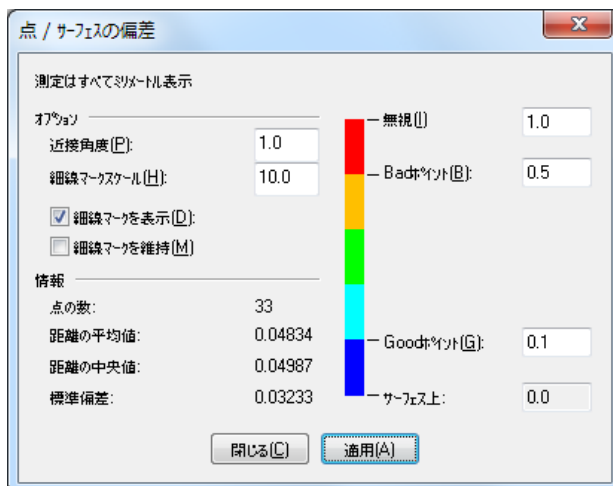 点 / ｻｰﾌｪｽの偏差
測定はすべてﾐﾘﾒｰﾄﾙ表示
ｵﾌﾟｼｮﾝ
近接角度(P): 1.0
細線ﾏｰｸｽｹｰﾙ(H): 10.0
細線ﾏｰｸを表示(D):
細線ﾏｰｸを維持(M)
情報
点の数: 33
距離の平均値: 0.04834
距離の中央値: 0.04987
標準偏差: 0.03233
無視(I) 1.0
Badﾎﾟｲﾝﾄ(B): 0.5
Goodﾎﾟｲﾝﾄ(G): 0.1
ｻｰﾌｪｽ上: 0.0
閉じる(C) 適用(A)